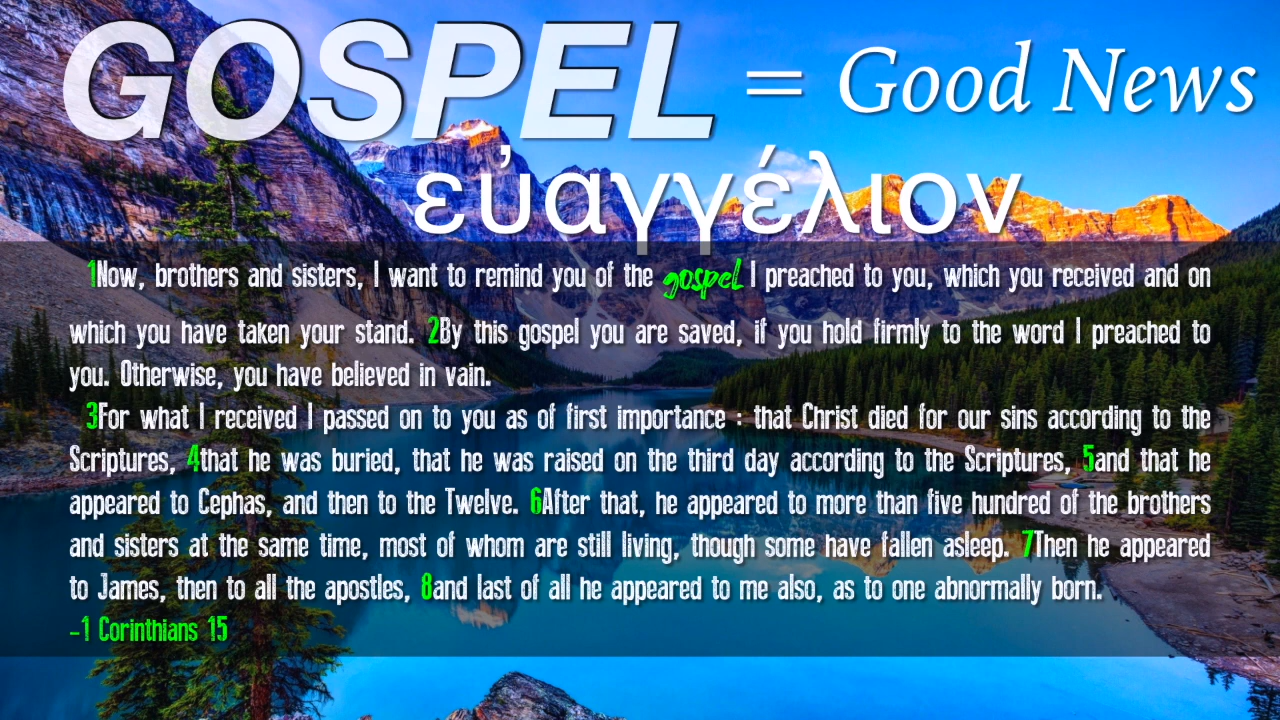 GOSPEL = Good News
εὐαγγέλιον
1Now, brothers and sisters, I want to remind you of the gospel I preached to you, which you received and on
which you have taken your stand. 2By this gospel you are saved, if you hold firmly to the word I preached to
you. Otherwise, you have believed in vain.
3For what I received I passed on to you as of first importance : that Christ died for our sins according to the
Scriptures, 4that he was buried, that he was raised on the third day according to the Scriptures, 5and that he
appeared to Cephas, and then to the Twelve. 6After that, he appeared to more than five hundred of the brothers
and sisters at the same time, most of whom are still living, though some have fallen asleep. 7Then he appeared
to James, then to all the apostles, 8and last of all he appeared to me also, as to one abnormally born.
-1 Corinthians 15